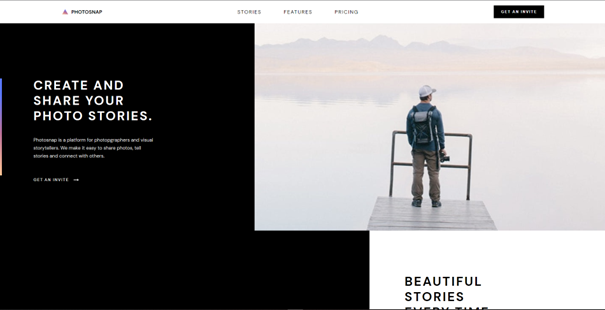 PHOTOSNAP
STORIES FEATURES PRICING
GET AN INVITE
CREATE AND
SHARE YOUR
PHOTO STORIES.
Photosnap is a platform for photographers and visual
storytellers. We make it easy to share photos, tell
stories and connect with others.
GET AN INVITE
BEAUTIFUL
STORIES
EVERY TIME